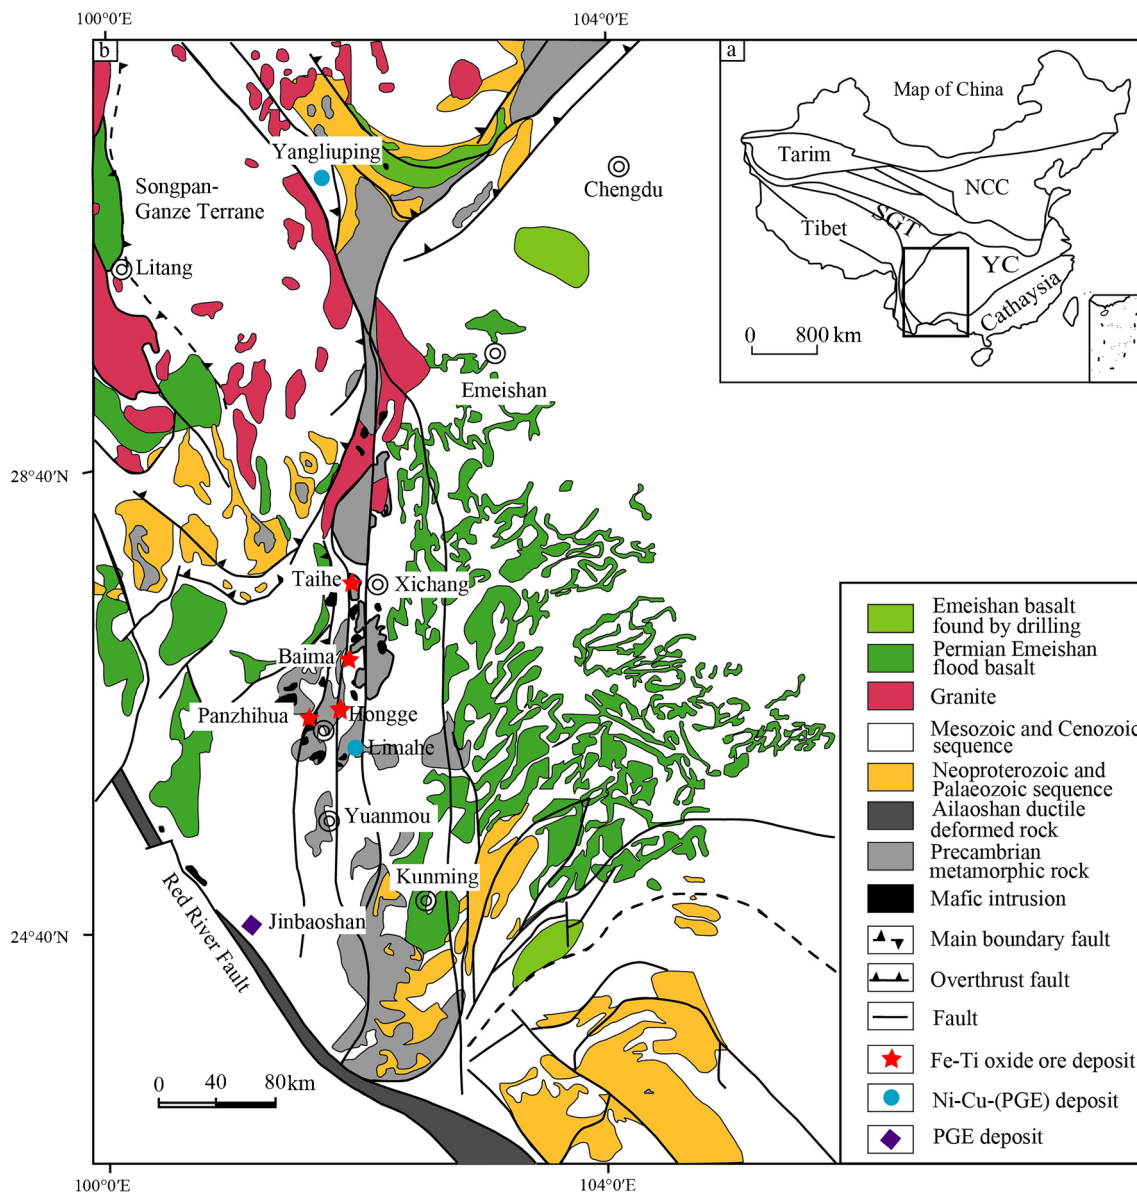 100°0′E
104°0′E
b
a
Map of China
Tarim
NCC
SGT
Tibet
YC
Cathaysia
0
800 km
Yangliuping
Songpan-
Ganze Terrane
Chengdu
Litang
Emeishan
28°40′N
Taihe
Xichang
Baima
Panzhihua
Hongge
Limahe
Yuanmou
Kunming
Jinbaoshan
24°40′N
Red River Fault
0
40
80km
100°0′E
104°0′E
Emeishan basalt
found by drilling
Permian Emeishan
flood basalt
Granite
Mesozoic and Cenozoic
sequence
Neoproterozoic and
Palaeozoic sequence
Ailaoshan ductile
deformed rock
Precambrian
metamorphic rock
Mafic intrusion
Main boundary fault
Overthrust fault
Fault
Fe-Ti oxide ore deposit
Ni-Cu-(PGE) deposit
PGE deposit